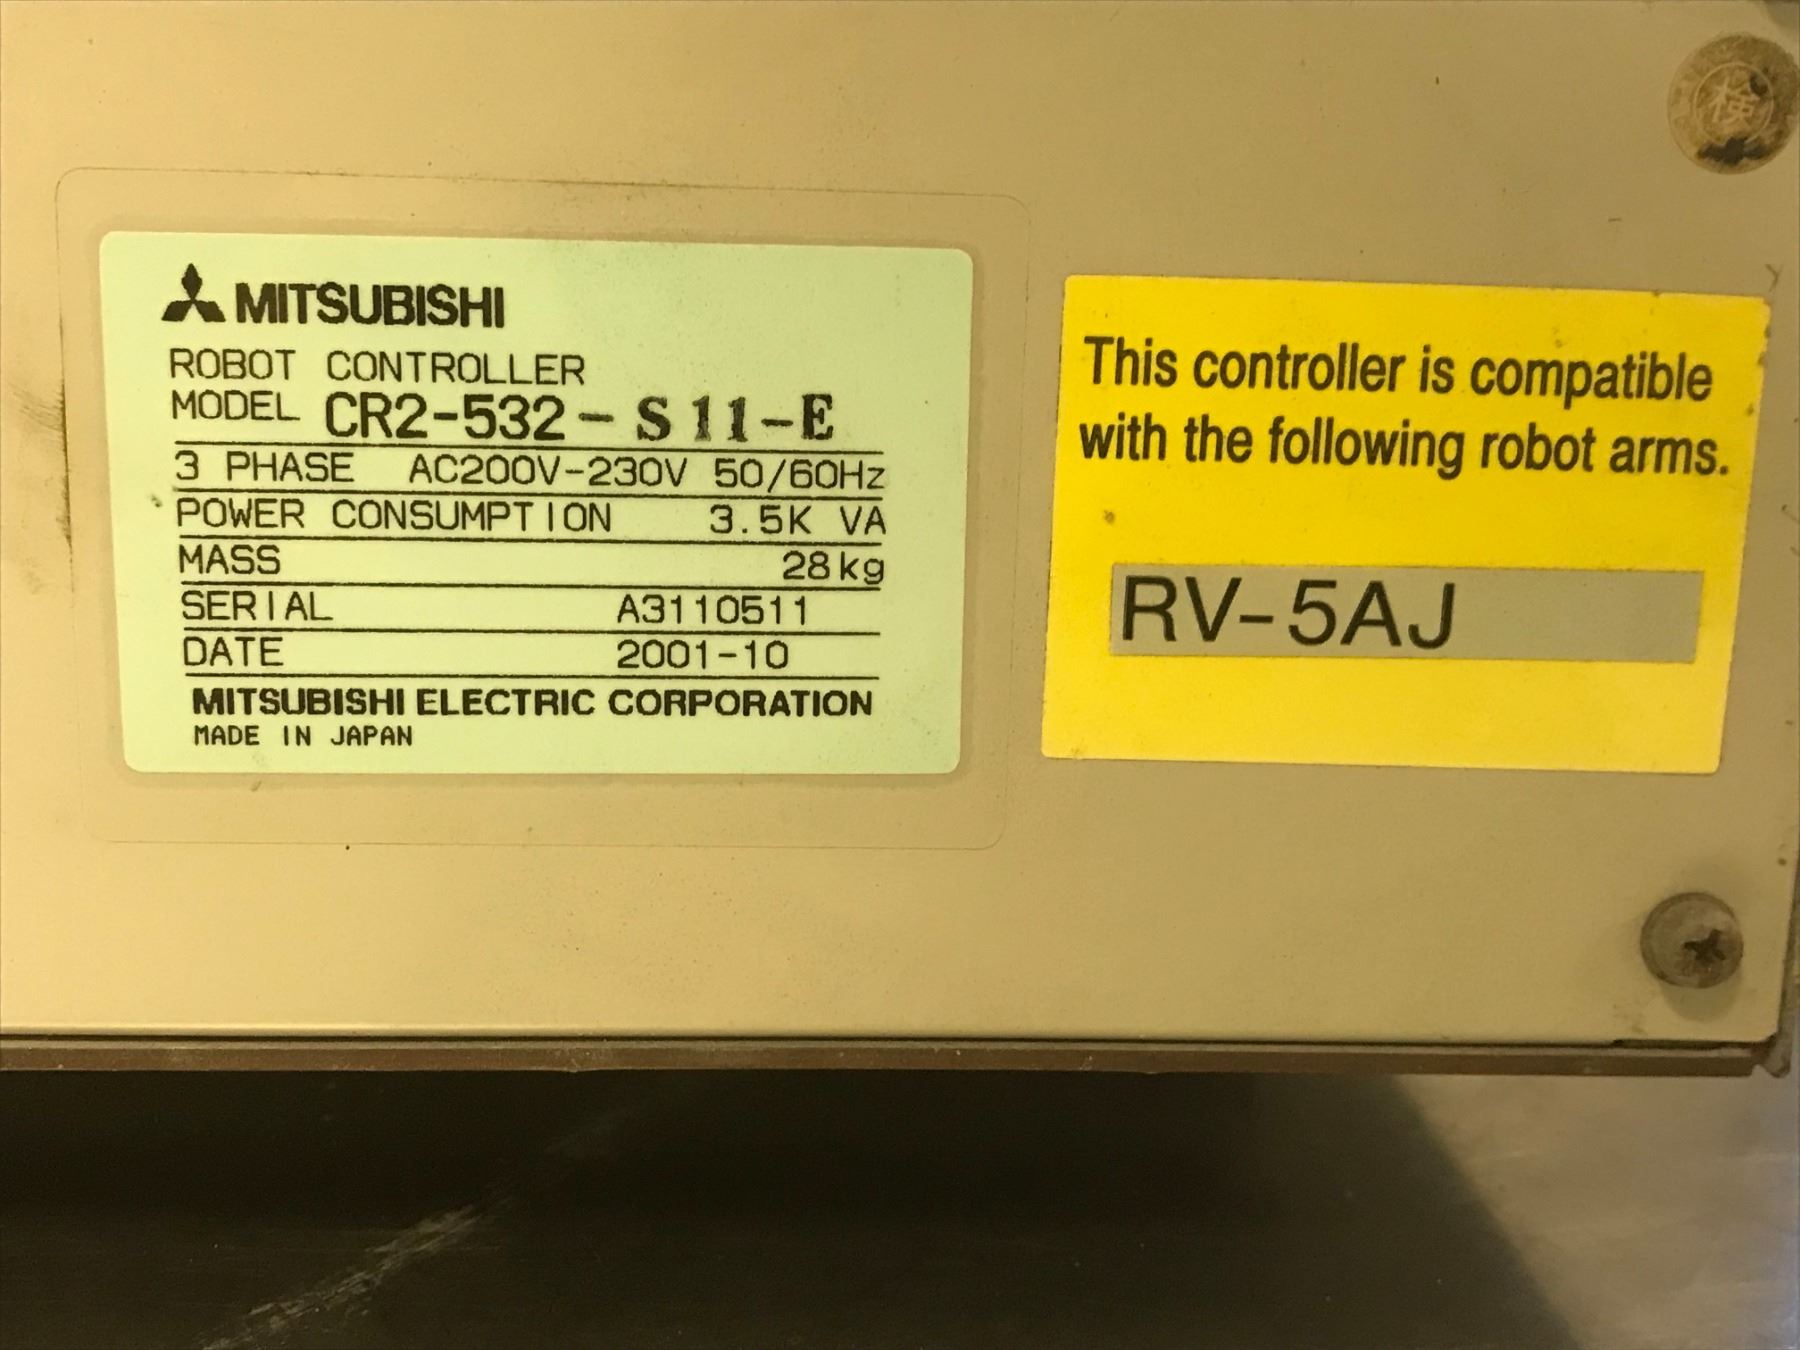 MITSUBISHI
ROBOT CONTROLLER
MODEL CR2-532-S11-E
3 PHASE AC200V-230V 50/60Hz
POWER CONSUMPTION 3.5K VA
MASS 28kg
SERIAL A3110511
DATE 2001-10
MITSUBISHI ELECTRIC CORPORATION
MADE IN JAPAN
This controller is compatible
with the following robot arms.
RV-5AJ
検